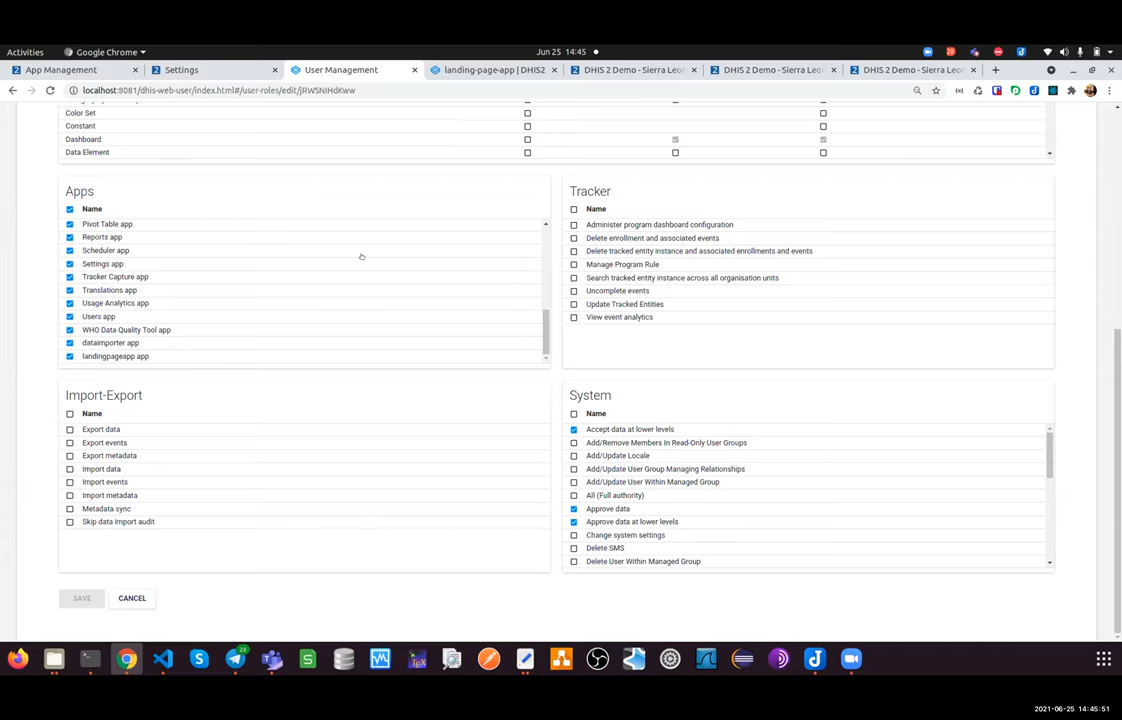 Activities Google Chrome Jun 25 14:45
App Management Settings User Management landing-page-app | DHIS2 DHIS 2 Demo - Sierra Leon DHIS 2 Demo - Sierra Leon DHIS 2 Demo - Sierra Leon
localhost:8081/dhis-web-user/index.html#/user-roles/edit/jRWSNIHdKww
Color Set
Constant
Dashboard
Data Element
Apps
Name
Pivot Table app
Reports app
Scheduler app
Settings app
Tracker Capture app
Translations app
Usage Analytics app
Users app
WHO Data Quality Tool app
dataimporter app
landingpageapp app
Tracker
Name
Administer program dashboard configuration
Delete enrollment and associated events
Delete tracked entity instance and associated enrollments and events
Manage Program Rule
Search tracked entity instance across all organisation units
Uncomplete events
Update Tracked Entities
View event analytics
Import-Export
Name
Export data
Export events
Export metadata
Import data
Import events
Import metadata
Metadata sync
Skip data import audit
System
Name
Accept data at lower levels
Add/Remove Members In Read-Only User Groups
Add/Update Locale
Add/Update User Group Managing Relationships
Add/Update User Within Managed Group
All (Full authority)
Approve data
Approve data at lower levels
Change system settings
Delete SMS
Delete User Within Managed Group
SAVE CANCEL
2021-06-25 14:45:51